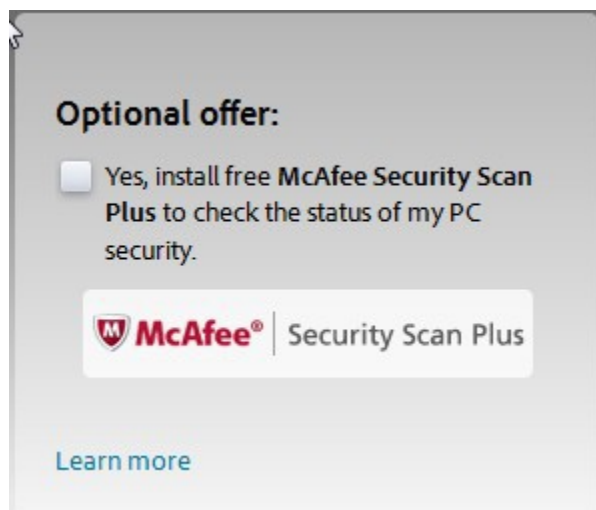 Optional offer:
Yes, install free McAfee Security Scan
Plus to check the status of my PC
security.
McAfee® Security Scan Plus
Learn more